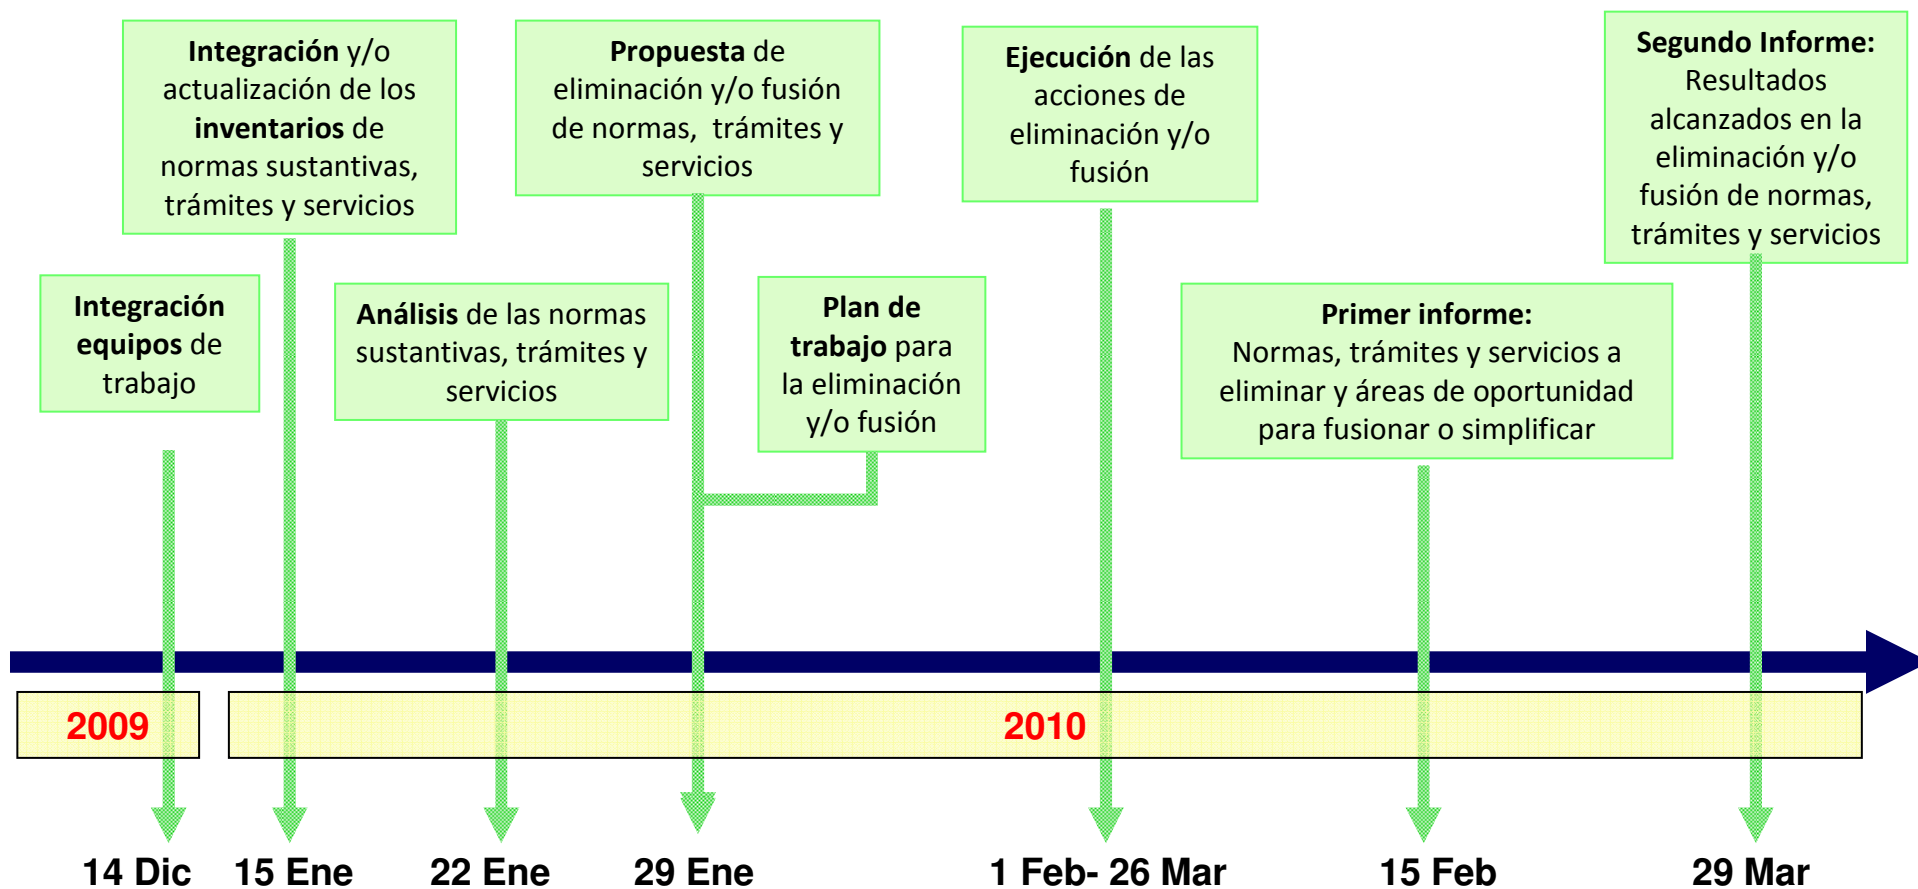 Integración y/o
actualización de los
inventarios de
normas sustantivas,
trámites y servicios
Propuesta de
eliminación y/o fusión
de normas, trámites y
servicios
Ejecución de las
acciones de
eliminación y/o
fusión
Segundo Informe:
Resultados
alcanzados en la
eliminación y/o
fusión de normas,
trámites y servicios
Integración
equipos de
trabajo
Análisis de las normas
sustantivas, trámites y
servicios
Plan de
trabajo para
la eliminación
y/o fusión
Primer informe:
Normas, trámites y servicios a
eliminar y áreas de oportunidad
para fusionar o simplificar
2009
2010
14 Dic
15 Ene
22 Ene
29 Ene
1 Feb- 26 Mar
15 Feb
29 Mar